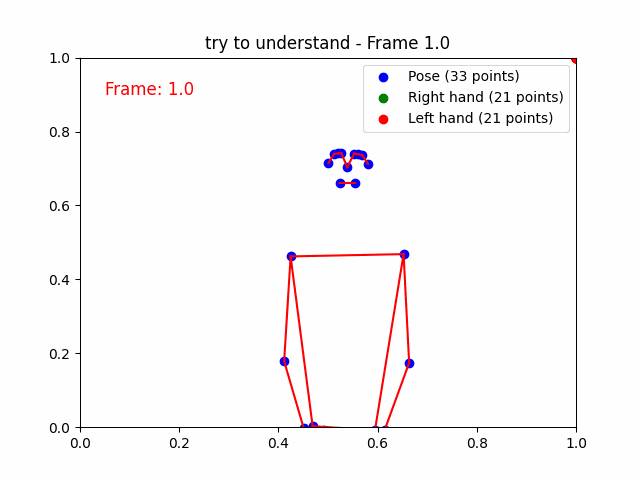 try to understand - Frame 1.0
Frame: 1.0
Pose (33 points)
Right hand (21 points)
Left hand (21 points)
1.0
0.8
0.6
0.4
0.2
0.0
0.0 0.2 0.4 0.6 0.8 1.0